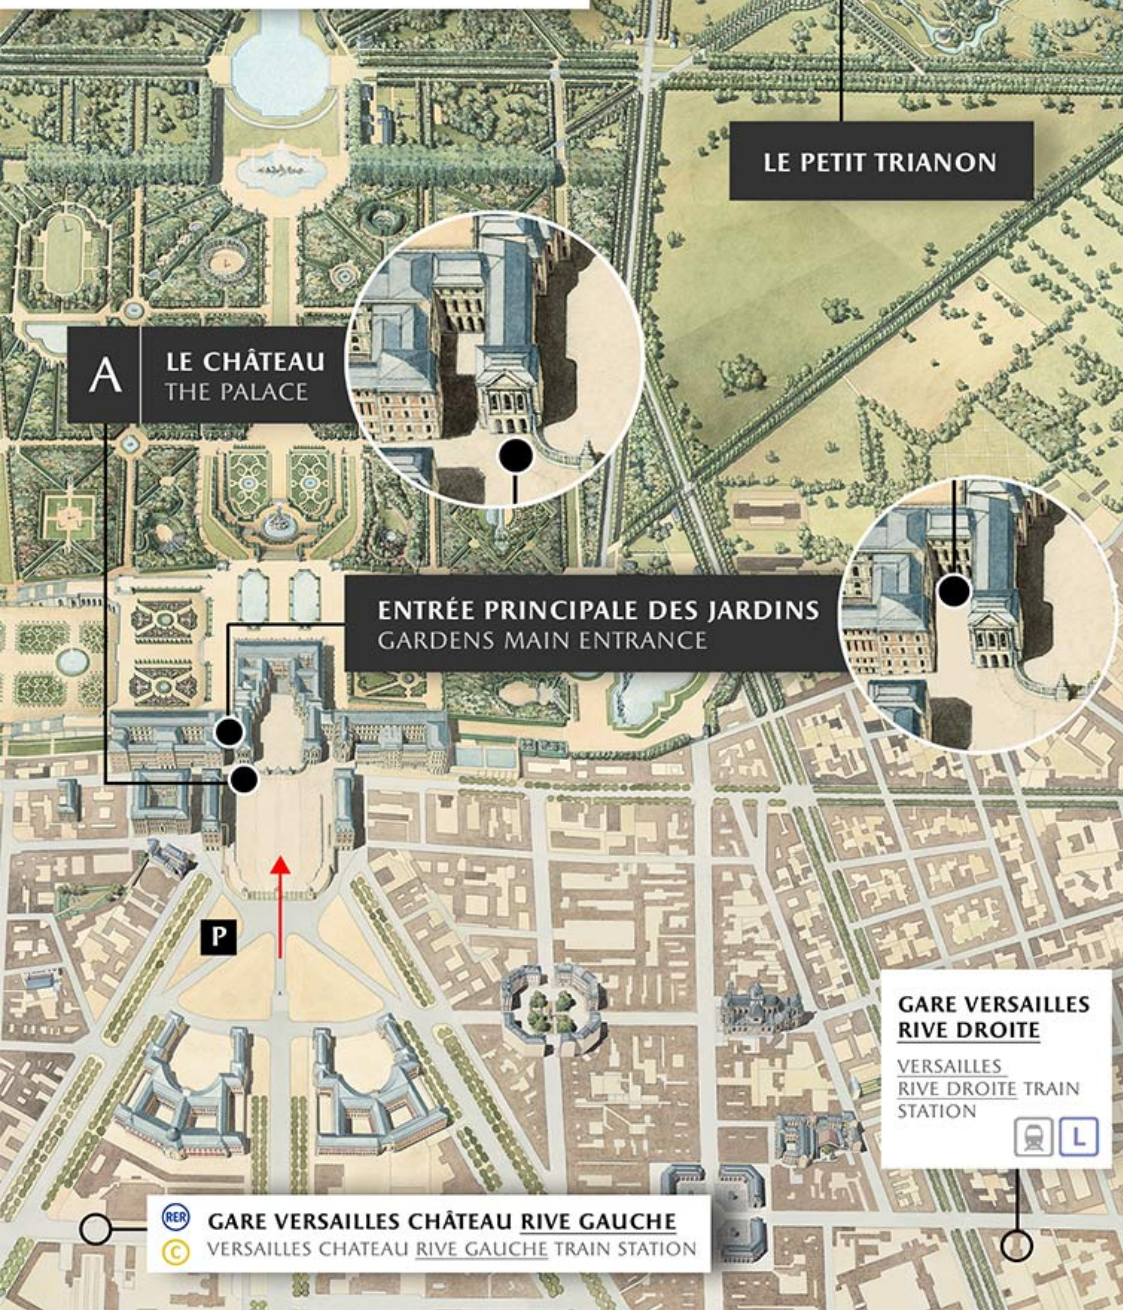 LE PETIT TRIANON
A
LE CHÂTEAU
THE PALACE
ENTRÉE PRINCIPALE DES JARDINS
GARDENS MAIN ENTRANCE
P
GARE VERSAILLES
RIVE DROITE
VERSAILLES
RIVE DROITE TRAIN
STATION
L
RER
C
GARE VERSAILLES CHÂTEAU RIVE GAUCHE
VERSAILLES CHATEAU RIVE GAUCHE TRAIN STATION